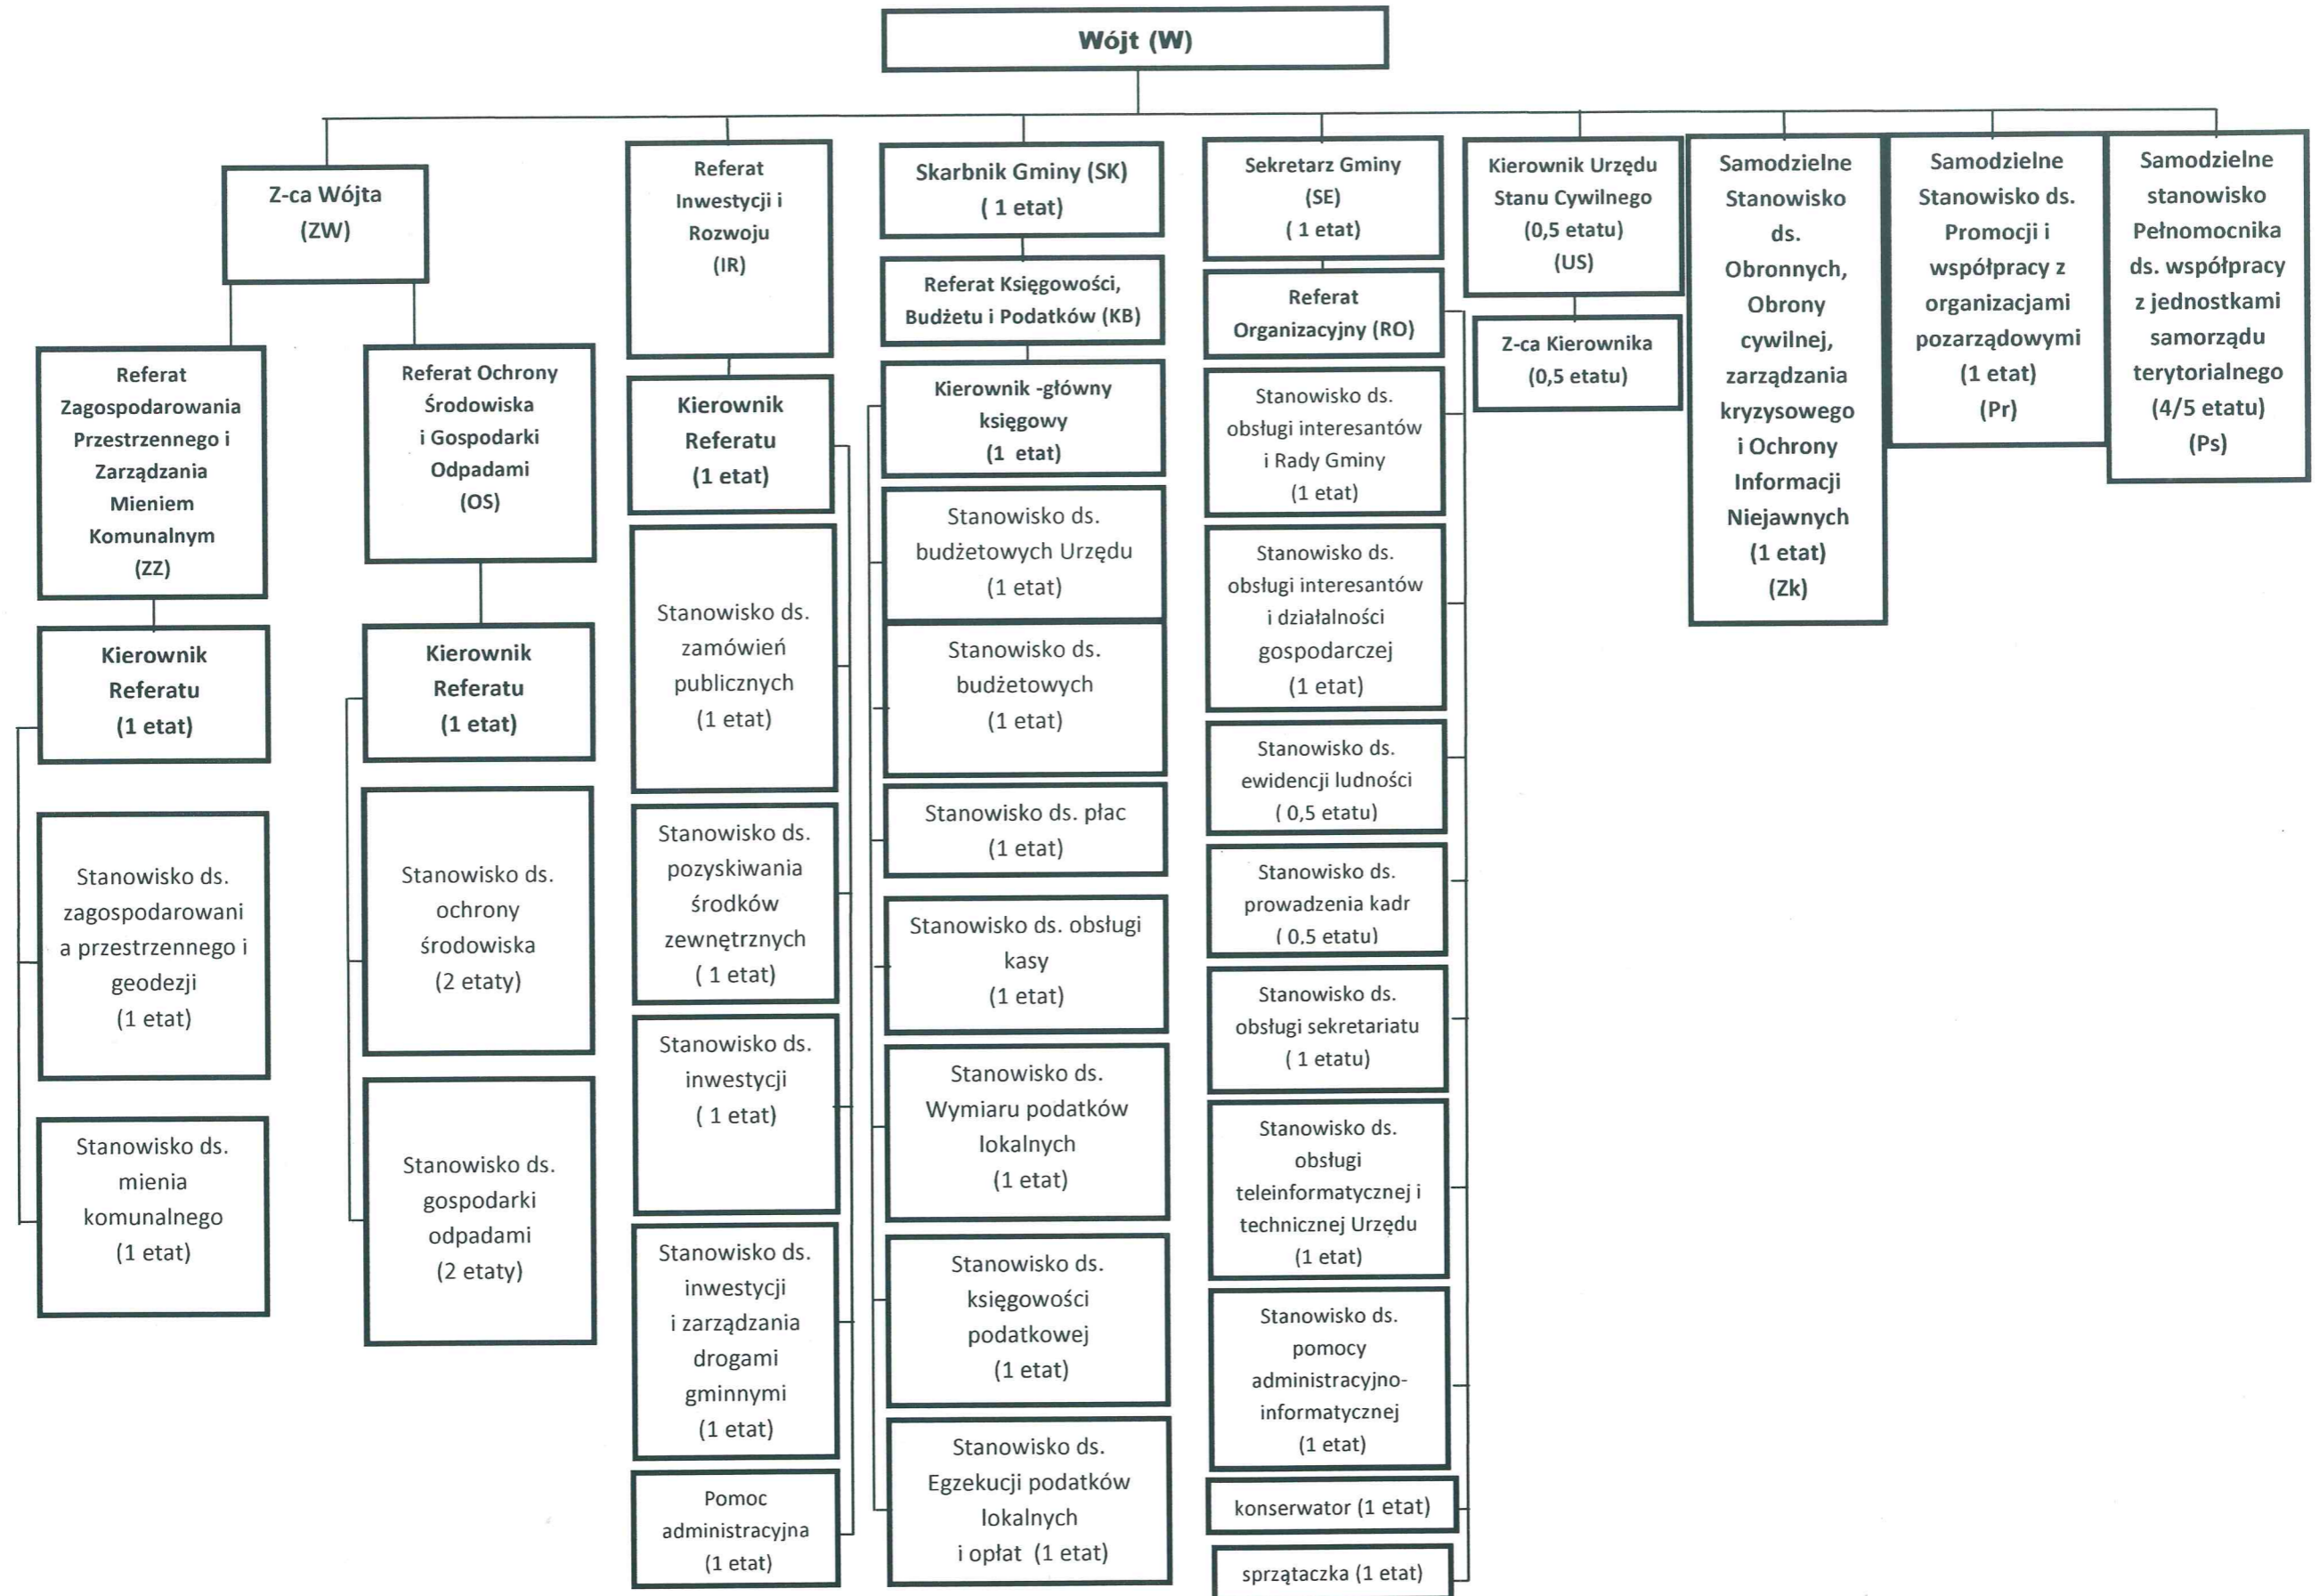 Wójt (W)
Z-ca Wójta
(ZW)
Referat
Zagospodarowania
Przestrzennego i
Zarządzania
Mieniem
Komunalnym
(ZZ)
Kierownik
Referatu
(1 etat)
Stanowisko ds.
zagospodarowani
a przestrzennego i
geodezji
(1 etat)
Stanowisko ds.
mienia
komunalnego
(1 etat)
Referat Ochrony
Środowiska
i Gospodarki
Odpadami
(OS)
Kierownik
Referatu
(1 etat)
Stanowisko ds.
ochrony
środowiska
(2 etaty)
Stanowisko ds.
gospodarki
odpadami
(2 etaty)
Referat
Inwestycji i
Rozwoju
(IR)
Kierownik
Referatu
(1 etat)
Stanowisko ds.
zamówień
publicznych
(1 etat)
Stanowisko ds.
pozyskiwania
środków
zewnętrznych
( 1 etat)
Stanowisko ds.
inwestycji
( 1 etat)
Stanowisko ds.
inwestycji
i zarządzania
drogami
gminnymi
(1 etat)
Pomoc
administracyjna
(1 etat)
Skarbnik Gminy (SK)
( 1 etat)
Referat Księgowości,
Budżetu i Podatków (KB)
Kierownik -główny
księgowy
(1 etat)
Stanowisko ds.
budżetowych Urzędu
(1 etat)
Stanowisko ds.
budżetowych
(1 etat)
Stanowisko ds. płac
(1 etat)
Stanowisko ds. obsługi
kasy
(1 etat)
Stanowisko ds.
Wymiaru podatków
lokalnych
(1 etat)
Stanowisko ds.
księgowości
podatkowej
(1 etat)
Stanowisko ds.
Egzekucji podatków
lokalnych
i opłat (1 etat)
Sekretarz Gminy
(SE)
( 1 etat)
Referat
Organizacyjny (RO)
Stanowisko ds.
obsługi interesantów
i Rady Gminy
(1 etat)
Stanowisko ds.
obsługi interesantów
i działalności
gospodarczej
(1 etat)
Stanowisko ds.
ewidencji ludności
( 0,5 etatu)
Stanowisko ds.
prowadzenia kadr
( 0,5 etatu)
Stanowisko ds.
obsługi sekretariatu
( 1 etatu)
Stanowisko ds.
obsługi
teleinformatycznej i
technicznej Urzędu
(1 etat)
Stanowisko ds.
pomocy
administracyjno-
informatycznej
(1 etat)
konserwator (1 etat)
sprzątaczka (1 etat)
Kierownik Urzędu
Stanu Cywilnego
(0,5 etatu)
(US)
Z-ca Kierownika
(0,5 etatu)
Samodzielne
Stanowisko
ds.
Obronnych,
Obrony
cywilnej,
zarządzania
kryzysowego
i Ochrony
Informacji
Niejawnych
(1 etat)
(Zk)
Samodzielne
Stanowisko ds.
Promocji i
współpracy z
organizacjami
pozarządowymi
(1 etat)
(Pr)
Samodzielne
stanowisko
Pełnomocnika
ds. współpracy
z jednostkami
samorządu
terytorialnego
(4/5 etatu)
(Ps)